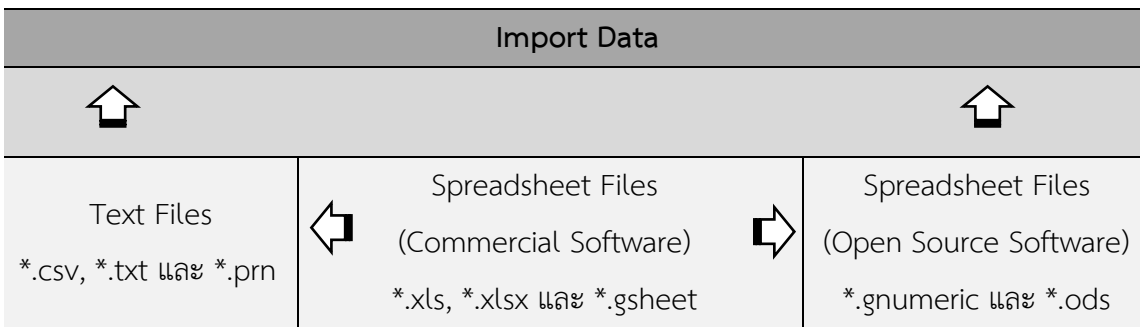 Import Data
Text Files
*.csv, *.txt และ *.prn
Spreadsheet Files
(Commercial Software)
*.xls, *.xlsx และ *.gsheet
Spreadsheet Files
(Open Source Software)
*.gnumeric และ *.ods